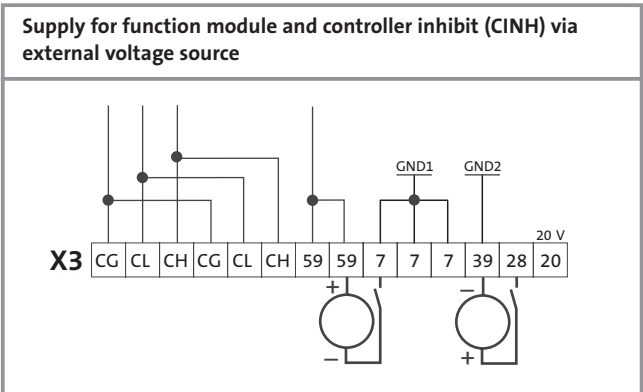 Supply for function module and controller inhibit (CINH) via
external voltage source
GND1 GND2
20 V
X3 CG CL CH CG CL CH 59 59 7 7 7 39 28 20
+ −
− +